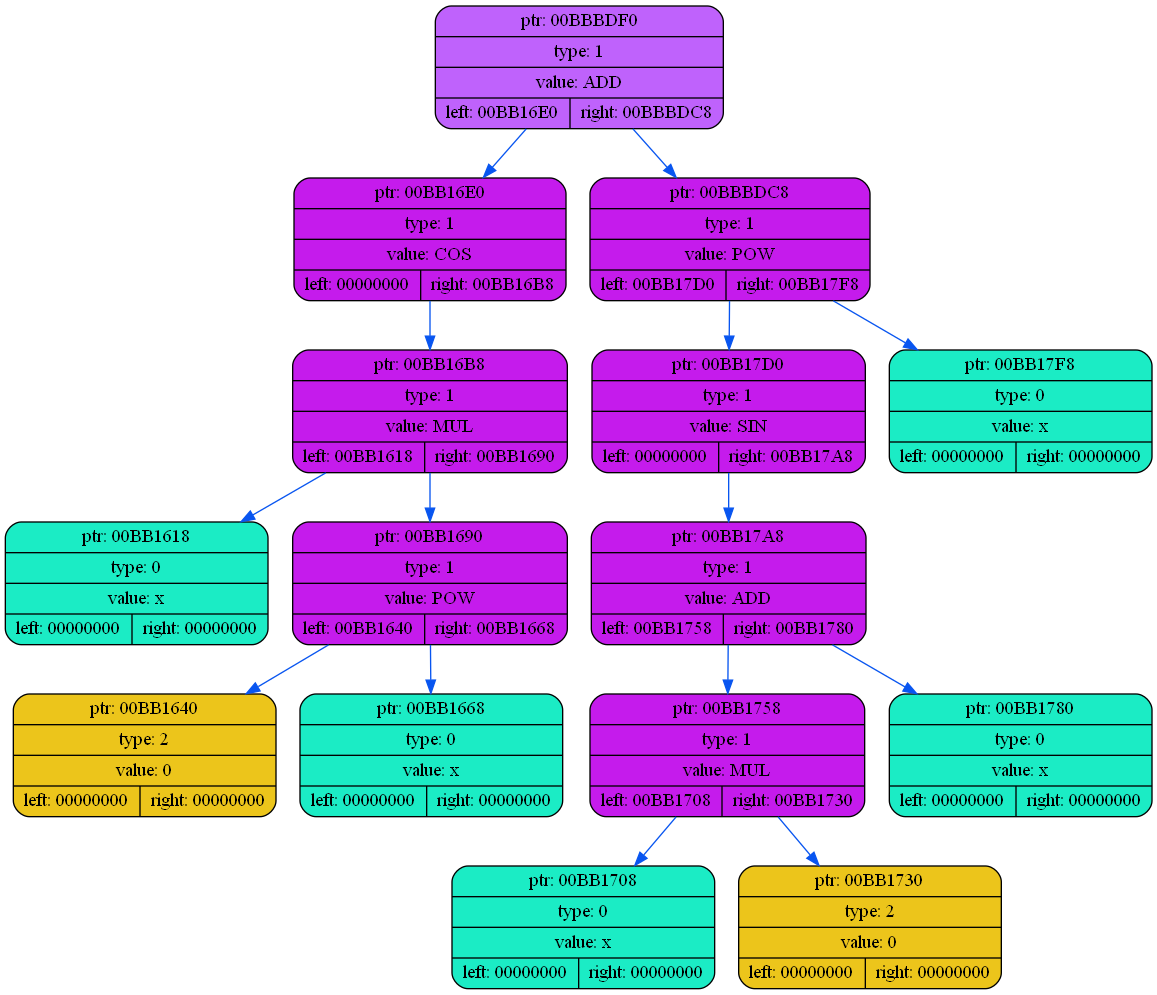 ptr: 00BBBDF0
type: 1
value: ADD
left: 00BB16E0 right: 00BBBDC8
ptr: 00BB16E0
type: 1
value: COS
left: 00000000 right: 00BB16B8
ptr: 00BBBDC8
type: 1
value: POW
left: 00BB17D0 right: 00BB17F8
ptr: 00BB16B8
type: 1
value: MUL
left: 00BB1618 right: 00BB1690
ptr: 00BB17D0
type: 1
value: SIN
left: 00000000 right: 00BB17A8
ptr: 00BB17F8
type: 0
value: x
left: 00000000 right: 00000000
ptr: 00BB1618
type: 0
value: x
left: 00000000 right: 00000000
ptr: 00BB1690
type: 1
value: POW
left: 00BB1640 right: 00BB1668
ptr: 00BB17A8
type: 1
value: ADD
left: 00BB1758 right: 00BB1780
ptr: 00BB1640
type: 2
value: 0
left: 00000000 right: 00000000
ptr: 00BB1668
type: 0
value: x
left: 00000000 right: 00000000
ptr: 00BB1758
type: 1
value: MUL
left: 00BB1708 right: 00BB1730
ptr: 00BB1780
type: 0
value: x
left: 00000000 right: 00000000
ptr: 00BB1708
type: 0
value: x
left: 00000000 right: 00000000
ptr: 00BB1730
type: 2
value: 0
left: 00000000 right: 00000000